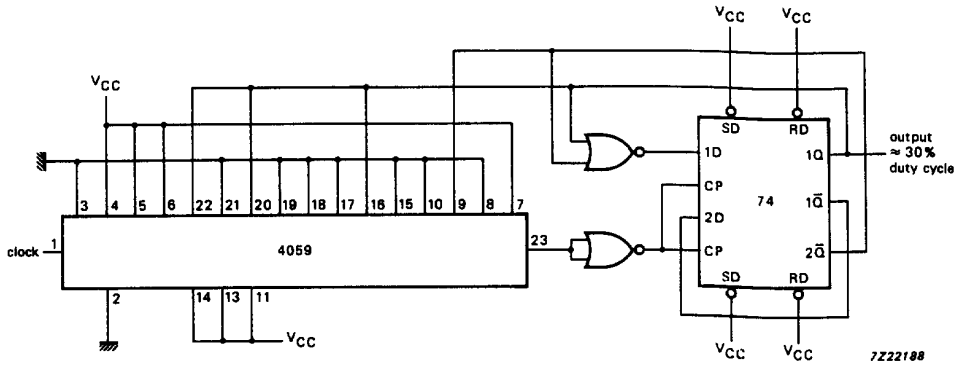 VCC VCC
VCC
SD RD
1D 1Q output
≈ 30%
duty cycle
CP 1Q̅
74
2D
3 4 5 6 22 21 20 19 18 17 16 15 10 9 8 7
clock 1 4059 23
CP 2Q̅
SD RD
2 14 13 11
VCC
VCC VCC
7Z22188